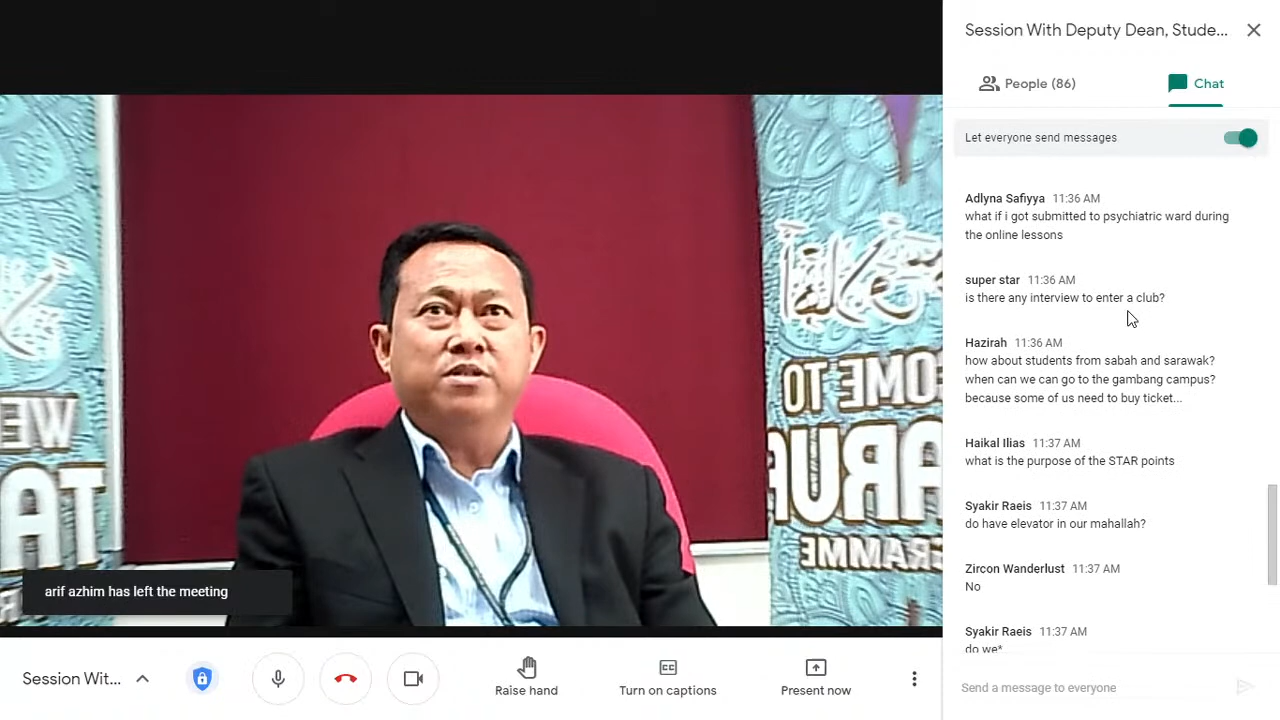 Session With Deputy Dean, Stude...
People (86)
Chat
Let everyone send messages
Adlyna Safiyya 11:36 AM
what if i got submitted to psychiatric ward during
the online lessons
super star 11:36 AM
is there any interview to enter a club?
Hazirah 11:36 AM
how about students from sabah and sarawak?
when can we can go to the gambang campus?
because some of us need to buy ticket...
Haikal Ilias 11:37 AM
what is the purpose of the STAR points
Syakir Raeis 11:37 AM
do have elevator in our mahallah?
Zircon Wanderlust 11:37 AM
No
Syakir Raeis 11:37 AM
do we*
Send a message to everyone
WE
TA
OME TO
ARUA
GRAMME
arif azhim has left the meeting
Session Wit...
Raise hand
Turn on captions
Present now